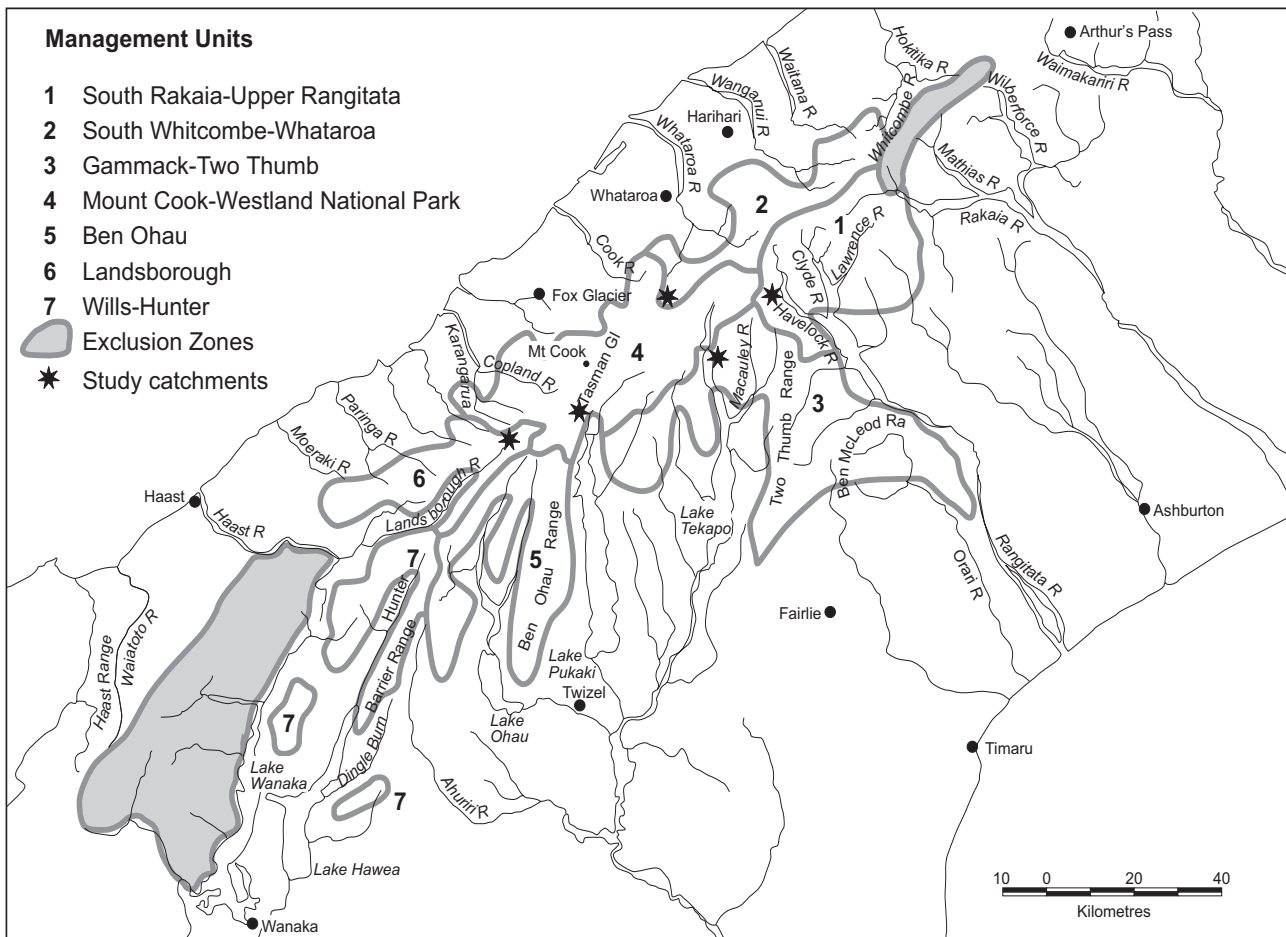 Management Units
1 South Rakaia-Upper Rangitata
2 South Whitcombe-Whataroa
3 Gammack-Two Thumb
4 Mount Cook-Westland National Park
5 Ben Ohau
6 Landsborough
7 Wills-Hunter
Exclusion Zones
Study catchments
Arthur's Pass
Waimakariri R
Hokitika R
Wilberforce R
Waitana R
Wanganui R
Harihari
Whitcombe R
Whataroa R
Mathias R
Whataroa
2
1
Rakaia R
Lawrence R
Cook R
Clyde R
Fox Glacier
Havelock R
Karangarua
Mt Cook
Tasman Gl
4
Macauley R
Copland R
Two Thumb Range
3
Paringa R
Ben McLeod Ra
Moeraki R
6
Landsborough R
Haast
Haast R
Lake Tekapo
Ashburton
7
5
Ben Ohau Range
Hunter
Orari R
Rangitata R
Fairlie
Haast Range
Waiatoto R
Barrier Range
Lake Pukaki
Twizel
7
Lake Ohau
Timaru
Lake Wanaka
Dingle Burn
7
Ahuriri R
Lake Hawea
Wanaka
10 0 20 40
Kilometres